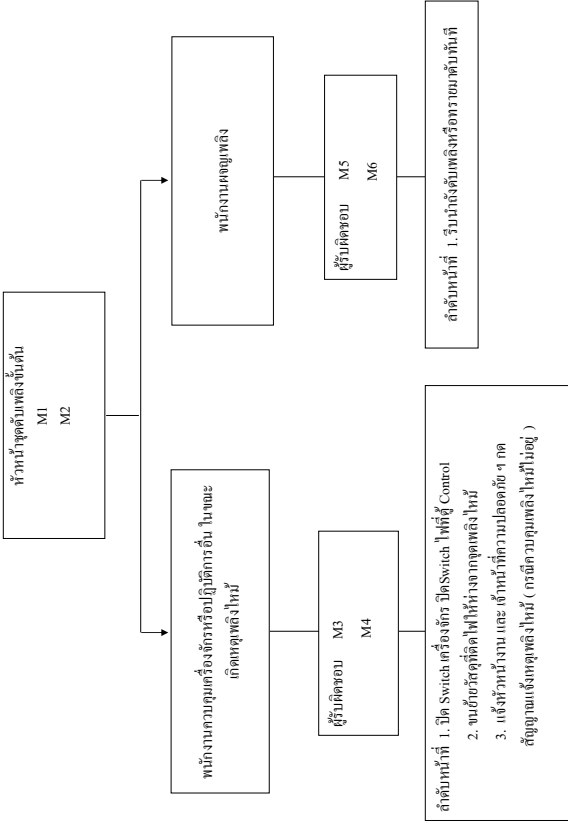 หัวหน้าชุดดับเพลิงขั้นต้น
M1
M2
พนักงานควบคุมเครื่องจักรหรือปฏิบัติการอื่น ในขณะ
เกิดเหตุเพลิงไหม้
ผู้รับผิดชอบ M3
M4
ลำดับหน้าที่ 1. ปิด Switch เครื่องจักร ปิดSwitch ไฟที่ตู้ Control
2. ขนย้ายวัสดุที่ติดไฟให้ห่างจากจุดเพลิงไหม้
3. แจ้งหัวหน้างาน และ เจ้าหน้าที่ความปลอดภัย ฯ กด
สัญญาณแจ้งเหตุเพลิงไหม้ ( กรณีควบคุมเพลิงไหม้ไม่อยู่ )
พนักงานผจญเพลิง
ผู้รับผิดชอบ M5
M6
ลำดับหน้าที่ 1. รีบนำถังดับเพลิงหรือทรายมาดับทันที